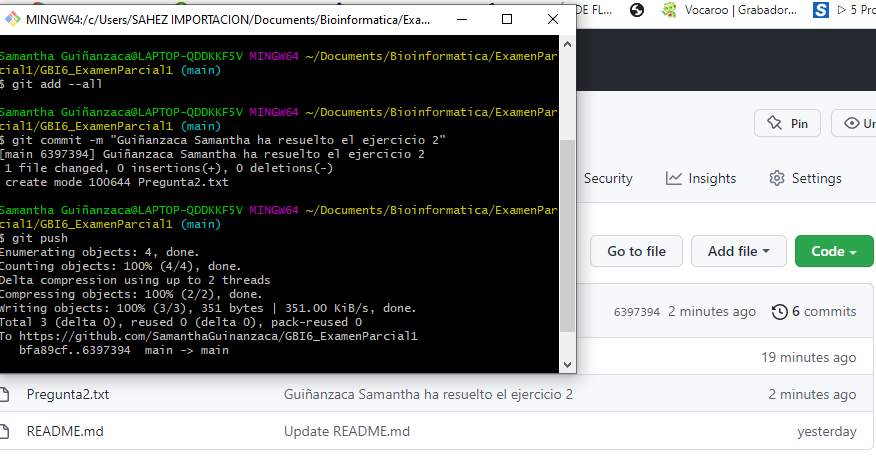 MINGW64:/c/Users/SAHEZ IMPORTACION/Documents/Bioinformatica/Exa...
DE FL...
Vocaroo | Grabador...
S
5 Pro
Samantha Guiñanzaca@LAPTOP-QDDKKF5V MINGW64 ~/Documents/Bioinformatica/ExamenPar
cial1/GBI6_ExamenParcial1 (main)
$ git add --all
Samantha Guiñanzaca@LAPTOP-QDDKKF5V MINGW64 ~/Documents/Bioinformatica/ExamenPar
cial1/GBI6_ExamenParcial1 (main)
$ git commit -m "Guiñanzaca Samantha ha resuelto el ejercicio 2"
[main 6397394] Guiñanzaca Samantha ha resuelto el ejercicio 2
1 file changed, 0 insertions(+), 0 deletions(-)
create mode 100644 Pregunta2.txt
Samantha Guiñanzaca@LAPTOP-QDDKKF5V MINGW64 ~/Documents/Bioinformatica/ExamenPar
cial1/GBI6_ExamenParcial1 (main)
$ git push
Enumerating objects: 4, done.
Counting objects: 100% (4/4), done.
Delta compression using up to 2 threads
Compressing objects: 100% (2/2), done.
Writing objects: 100% (3/3), 351 bytes | 351.00 KiB/s, done.
Total 3 (delta 0), reused 0 (delta 0), pack-reused 0
To https://github.com/SamanthaGuinanzaca/GBI6_ExamenParcial1
bfa89cf..6397394 main -> main
Pin
Un
Security
Insights
Settings
Go to file
Add file
Code
6397394 2 minutes ago
6 commits
19 minutes ago
Pregunta2.txt
Guiñanzaca Samantha ha resuelto el ejercicio 2
2 minutes ago
README.md
Update README.md
yesterday